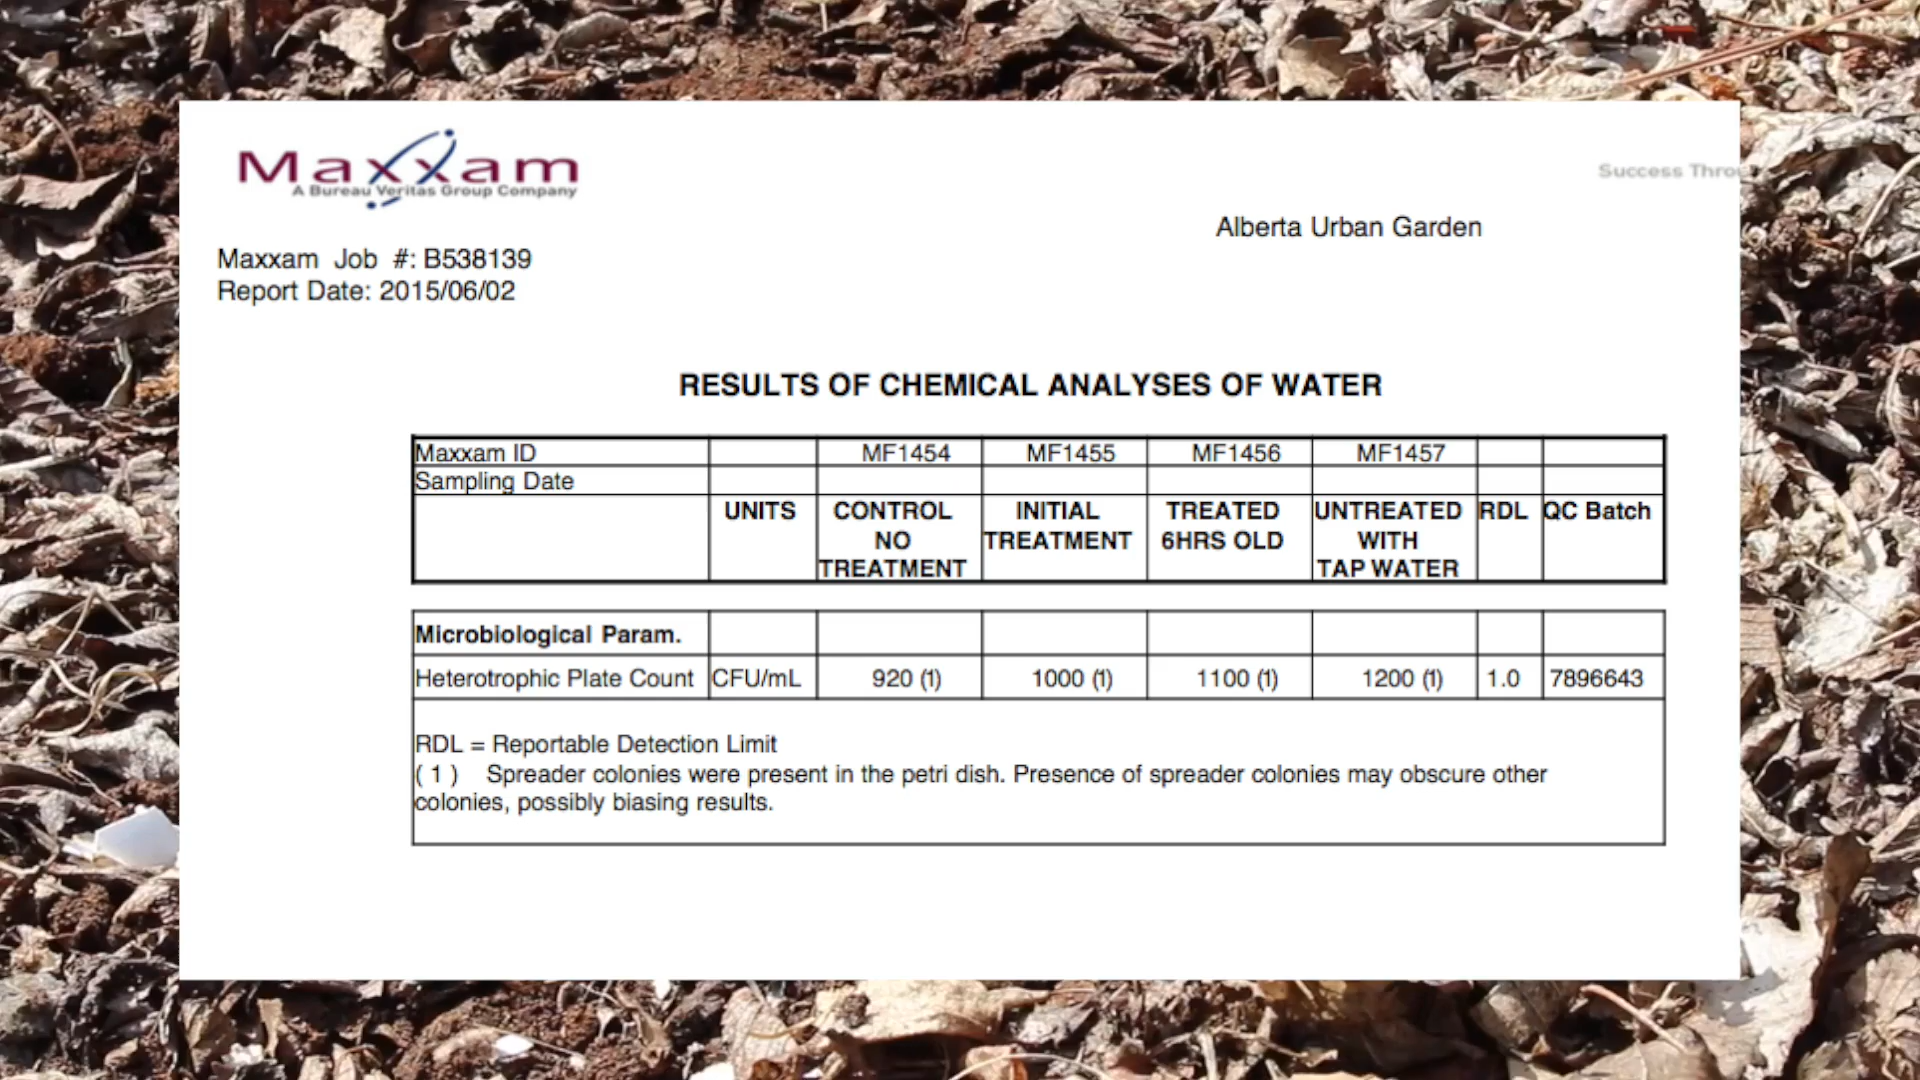 Maxxam
A Bureau Veritas Group Company
Success Thro
Alberta Urban Garden
Maxxam Job #: B538139
Report Date: 2015/06/02
RESULTS OF CHEMICAL ANALYSES OF WATER
Maxxam ID MF1454 MF1455 MF1456 MF1457
Sampling Date
UNITS CONTROL INITIAL TREATED UNTREATED RDL QC Batch
NO TREATMENT 6HRS OLD WITH
TREATMENT TAP WATER
Microbiological Param.
Heterotrophic Plate Count CFU/mL 920 (1) 1000 (1) 1100 (1) 1200 (1) 1.0 7896643
RDL = Reportable Detection Limit
( 1 ) Spreader colonies were present in the petri dish. Presence of spreader colonies may obscure other
colonies, possibly biasing results.